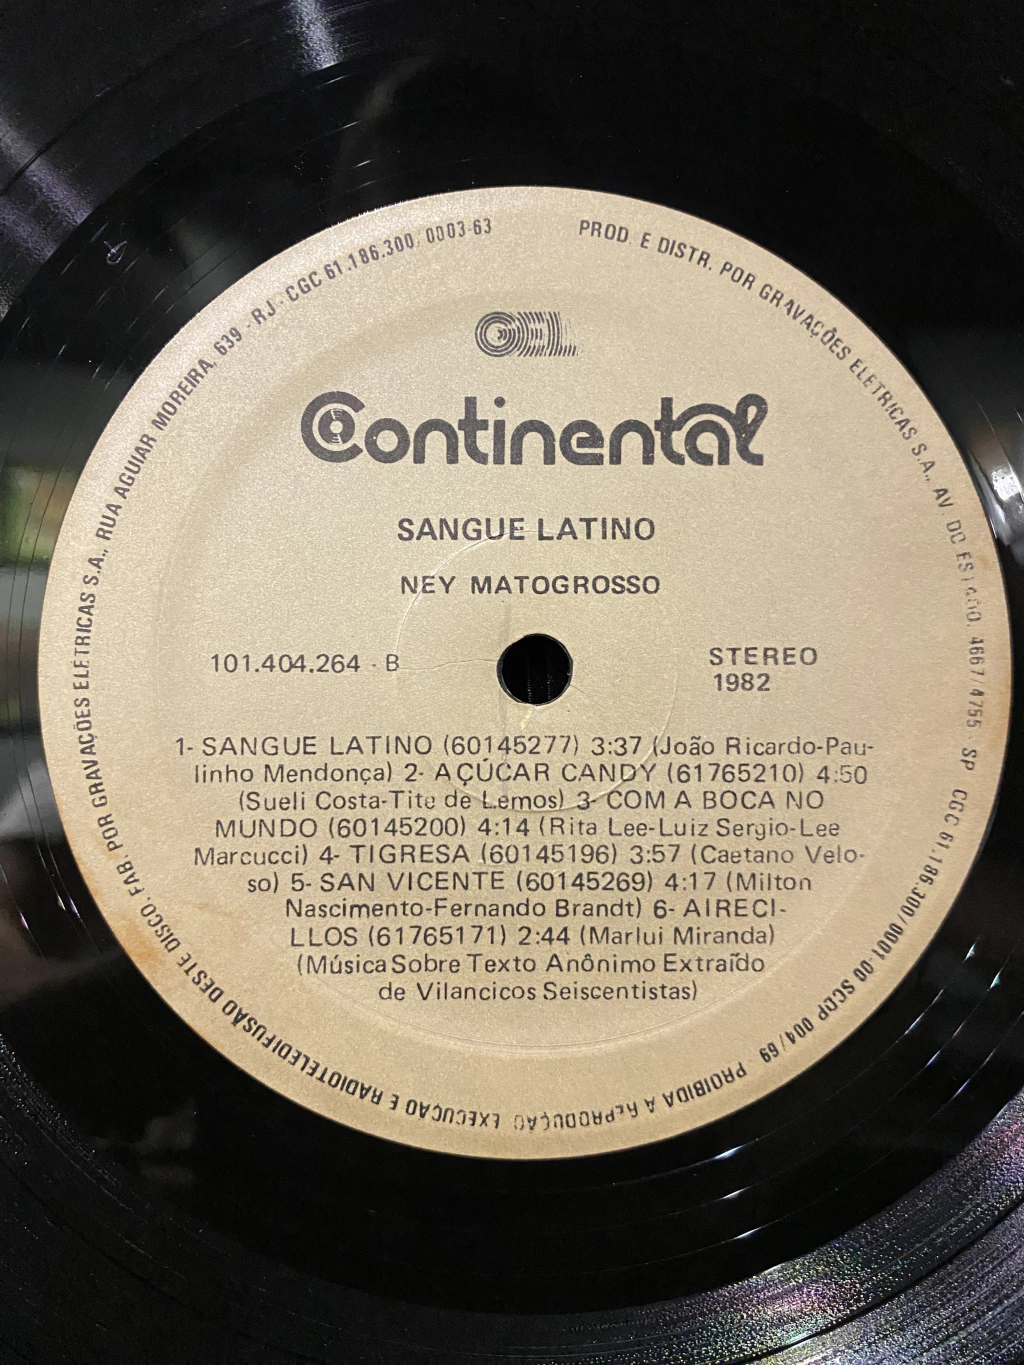 PROD. E DISTR. POR GRAVAÇÕES ELETRICAS S.A., AV. DO ESTADO, 4667/4755 - SP CGC 61.186.300/0001-00 SCDP 004/69 PROIBIDA A REPRODUÇÃO EXECUÇÃO E RADIOTELEDIFUSÃO DESTE DISCO. FAB. POR GRAVAÇÕES ELETRICAS S.A., RUA AGUIAR MOREIRA, 639 - RJ - CGC 61.186.300/0003-63
GEL
Continental
SANGUE LATINO
NEY MATOGROSSO
101.404.264 - B
STEREO
1982
1- SANGUE LATINO (60145277) 3:37 (João Ricardo-Pau-
linho Mendonça) 2- AÇÚCAR CANDY (61765210) 4:50
(Sueli Costa-Tite de Lemos) 3- COM A BOCA NO
MUNDO (60145200) 4:14 (Rita Lee-Luiz Sergio-Lee
Marcucci) 4- TIGRESA (60145196) 3:57 (Caetano Velo-
so) 5- SAN VICENTE (60145269) 4:17 (Milton
Nascimento-Fernando Brandt) 6- AIRECI-
LLOS (61765171) 2:44 (Marlui Miranda)
(Música Sobre Texto Anônimo Extraído
de Vilancicos Seiscentistas)